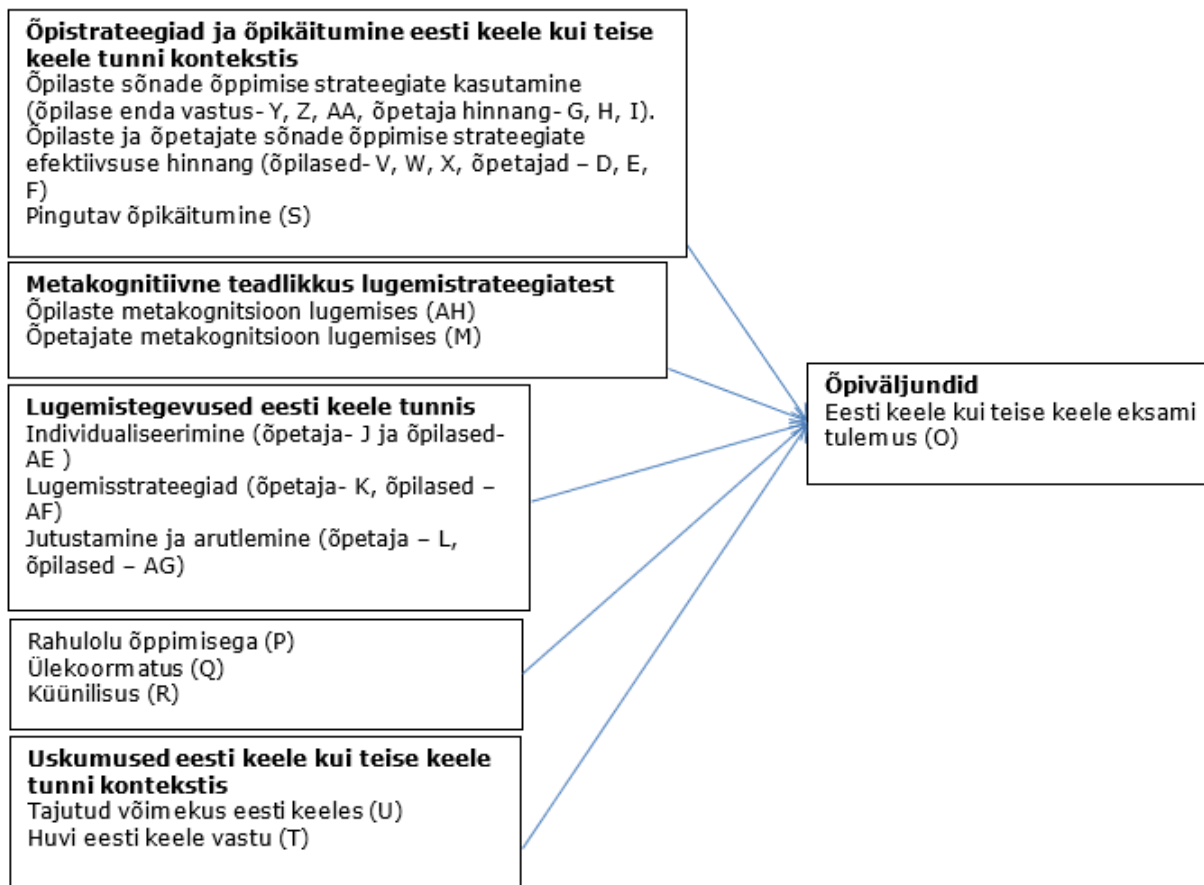 Õpistrateegiad ja õpikäitumine eesti keele kui teise
keele tunni kontekstis
Õpilaste sõnade õppimise strateegiate kasutamine
(õpilase enda vastus- Y, Z, AA, õpetaja hinnang- G, H, I).
Õpilaste ja õpetajate sõnade õppimise strateegiate
efektiivsuse hinnang (õpilased- V, W, X, õpetajad – D, E,
F)
Pingutav õpikäitumine (S)
Metakognitiivne teadlikkus lugemistrateegiatest
Õpilaste metakognitsioon lugemises (AH)
Õpetajate metakognitsioon lugemises (M)
Lugemistegevused eesti keele tunnis
Individualiseerimine (õpetaja- J ja õpilased-
AE )
Lugemisstrateegiad (õpetaja- K, õpilased –
AF)
Jutustamine ja arutlemine (õpetaja – L,
õpilased – AG)
Rahulolu õppimisega (P)
Ülekoormatus (Q)
Küünilisus (R)
Uskumused eesti keele kui teise keele
tunni kontekstis
Tajutud võimekus eesti keeles (U)
Huvi eesti keele vastu (T)
Õpiväljundid
Eesti keele kui teise keele eksami
tulemus (O)